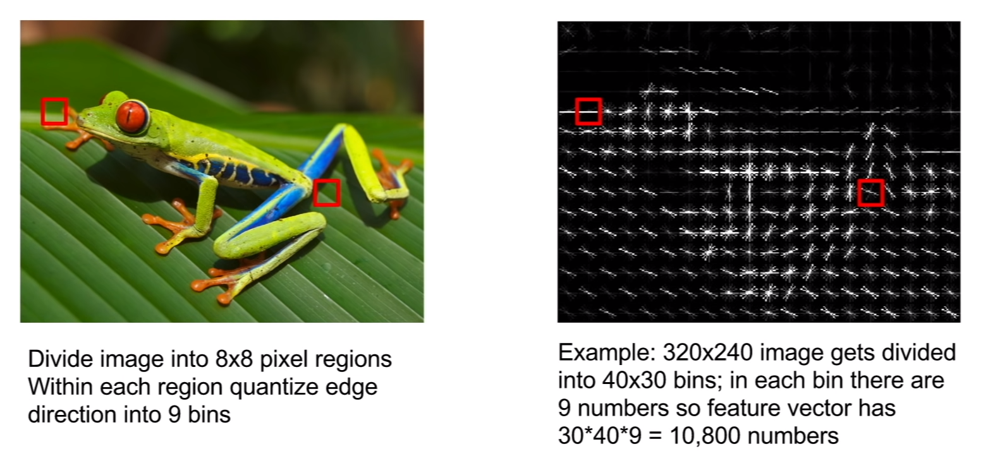 Divide image into 8x8 pixel regions
Within each region quantize edge
direction into 9 bins
Example: 320x240 image gets divided
into 40x30 bins; in each bin there are
9 numbers so feature vector has
30*40*9 = 10,800 numbers